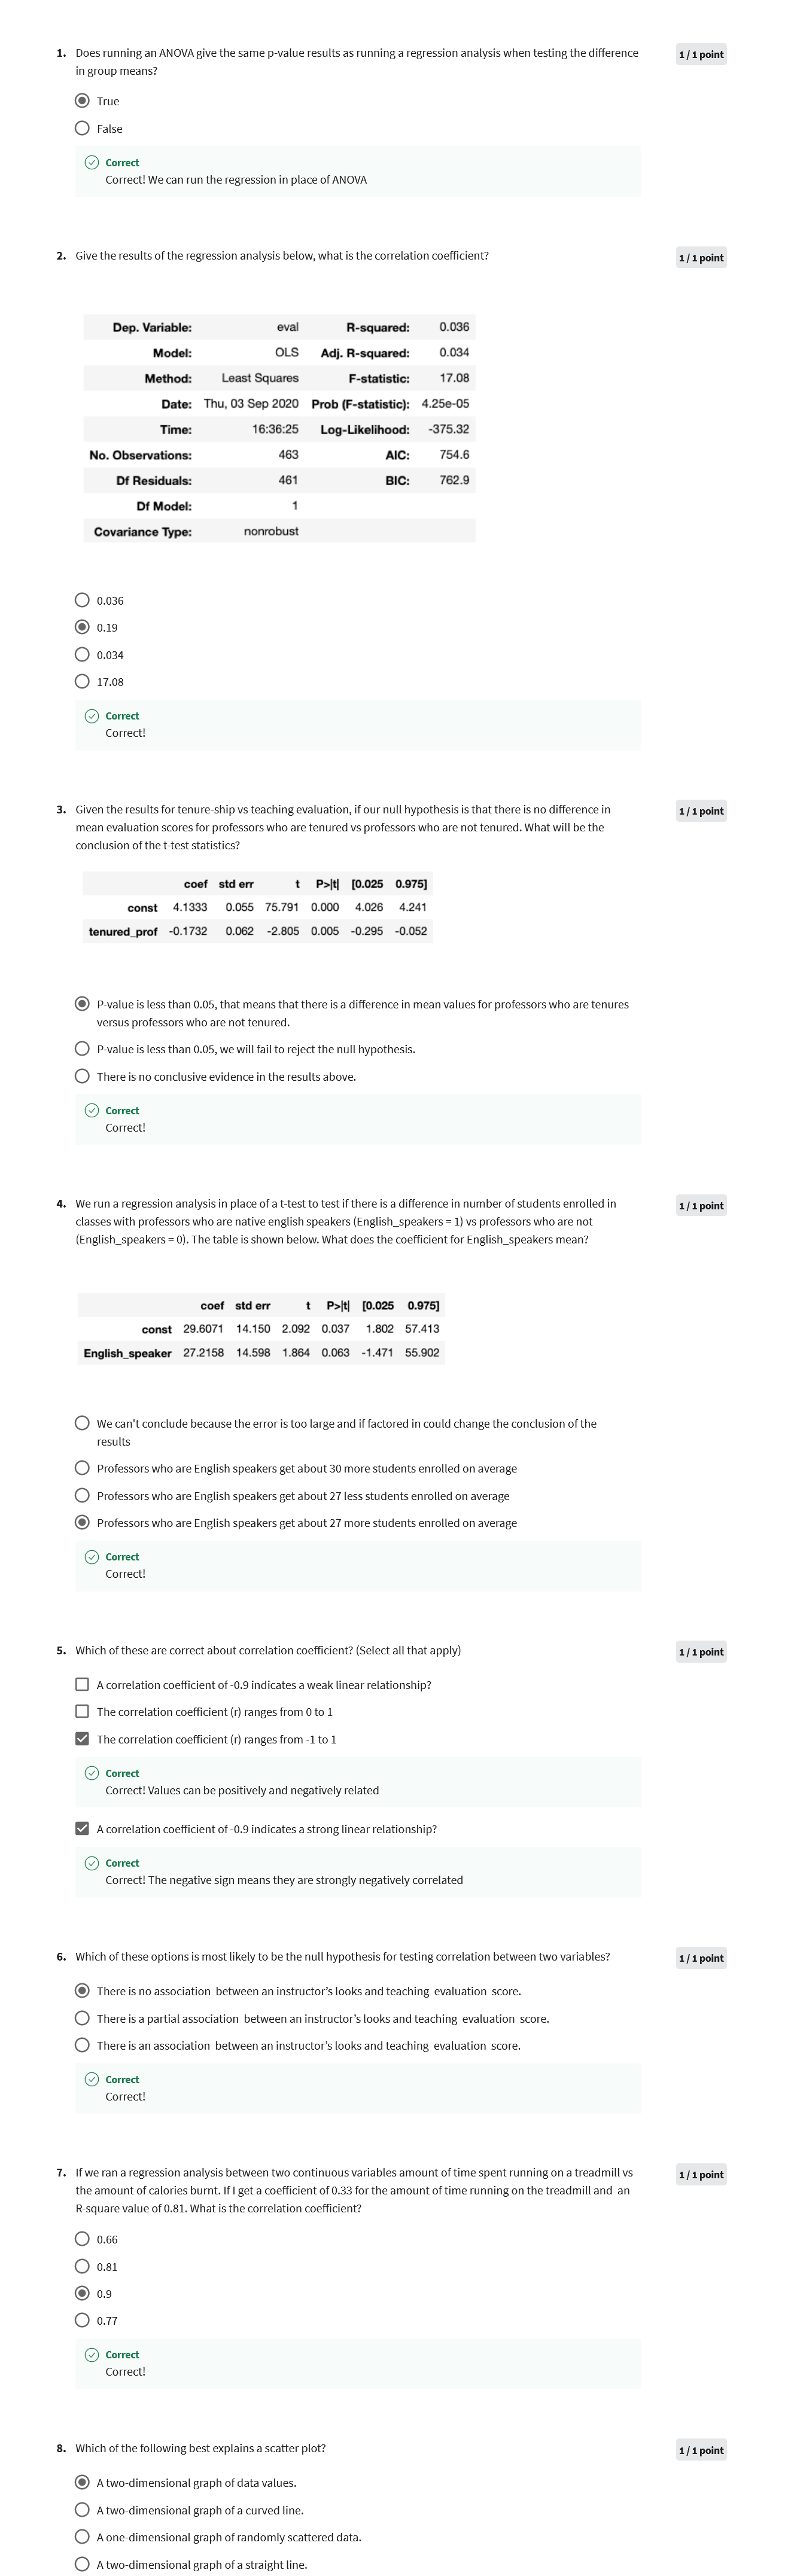 1. Does running an ANOVA give the same p-value results as running a regression analysis when testing the difference
in group means?
1 / 1 point
True
False
Correct
Correct! We can run the regression in place of ANOVA
2. Give the results of the regression analysis below, what is the correlation coefficient?
1 / 1 point
Dep. Variable: eval R-squared: 0.036
Model: OLS Adj. R-squared: 0.034
Method: Least Squares F-statistic: 17.08
Date: Thu, 03 Sep 2020 Prob (F-statistic): 4.25e-05
Time: 16:36:25 Log-Likelihood: -375.32
No. Observations: 463 AIC: 754.6
Df Residuals: 461 BIC: 762.9
Df Model: 1
Covariance Type: nonrobust
0.036
0.19
0.034
17.08
Correct
Correct!
3. Given the results for tenure-ship vs teaching evaluation, if our null hypothesis is that there is no difference in
mean evaluation scores for professors who are tenured vs professors who are not tenured. What will be the
conclusion of the t-test statistics?
1 / 1 point
coef std err t P>|t| [0.025 0.975]
const 4.1333 0.055 75.791 0.000 4.026 4.241
tenured_prof -0.1732 0.062 -2.805 0.005 -0.295 -0.052
P-value is less than 0.05, that means that there is a difference in mean values for professors who are tenures
versus professors who are not tenured.
P-value is less than 0.05, we will fail to reject the null hypothesis.
There is no conclusive evidence in the results above.
Correct
Correct!
4. We run a regression analysis in place of a t-test to test if there is a difference in number of students enrolled in
classes with professors who are native english speakers (English_speakers = 1) vs professors who are not
(English_speakers = 0). The table is shown below. What does the coefficient for English_speakers mean?
1 / 1 point
coef std err t P>|t| [0.025 0.975]
const 29.6071 14.150 2.092 0.037 1.802 57.413
English_speaker 27.2158 14.598 1.864 0.063 -1.471 55.902
We can't conclude because the error is too large and if factored in could change the conclusion of the
results
Professors who are English speakers get about 30 more students enrolled on average
Professors who are English speakers get about 27 less students enrolled on average
Professors who are English speakers get about 27 more students enrolled on average
Correct
Correct!
5. Which of these are correct about correlation coefficient? (Select all that apply)
1 / 1 point
A correlation coefficient of -0.9 indicates a weak linear relationship?
The correlation coefficient (r) ranges from 0 to 1
The correlation coefficient (r) ranges from -1 to 1
Correct
Correct! Values can be positively and negatively related
A correlation coefficient of -0.9 indicates a strong linear relationship?
Correct
Correct! The negative sign means they are strongly negatively correlated
6. Which of these options is most likely to be the null hypothesis for testing correlation between two variables?
1 / 1 point
There is no association between an instructor’s looks and teaching evaluation score.
There is a partial association between an instructor’s looks and teaching evaluation score.
There is an association between an instructor’s looks and teaching evaluation score.
Correct
Correct!
7. If we ran a regression analysis between two continuous variables amount of time spent running on a treadmill vs
the amount of calories burnt. If I get a coefficient of 0.33 for the amount of time running on the treadmill and an
R-square value of 0.81. What is the correlation coefficient?
1 / 1 point
0.66
0.81
0.9
0.77
Correct
Correct!
8. Which of the following best explains a scatter plot?
1 / 1 point
A two-dimensional graph of data values.
A two-dimensional graph of a curved line.
A one-dimensional graph of randomly scattered data.
A two-dimensional graph of a straight line.